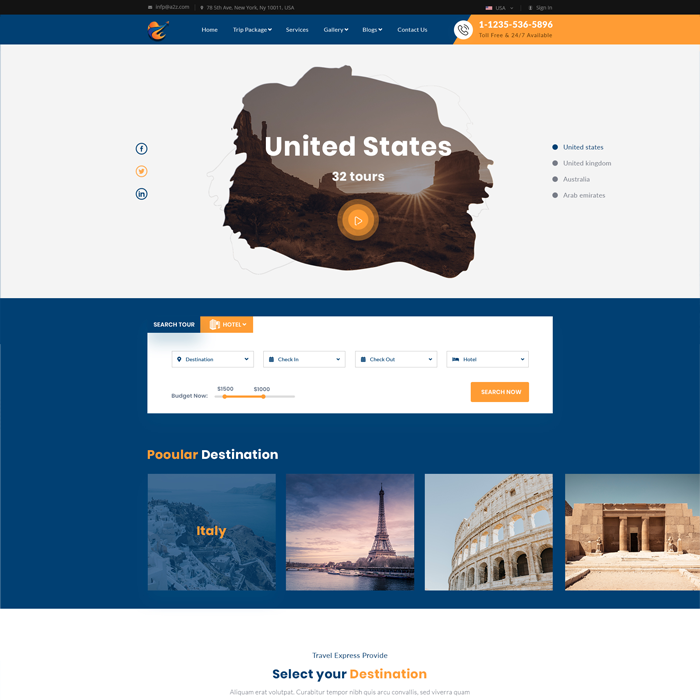 Infp@a2z.com
78 5th Ave, New York, Ny 10011, USA
USA
Sign in
Home
Trip Package
Services
Gallery
Blogs
Contact Us
1-1235-536-5896
Toll Free & 24/7 Available
United States
32 tours
United states
United kingdom
Australia
Arab emirates
SEARCH TOUR
HOTEL
Destination
Check In
Check Out
Hotel
Budget Now:
$1500
$1000
SEARCH NOW
Pooular Destination
Italy
Travel Express Provide
Select your Destination
Aliquam erat volutpat. Curabitur tempor nibh quis arcu convallis, sed viverra quam